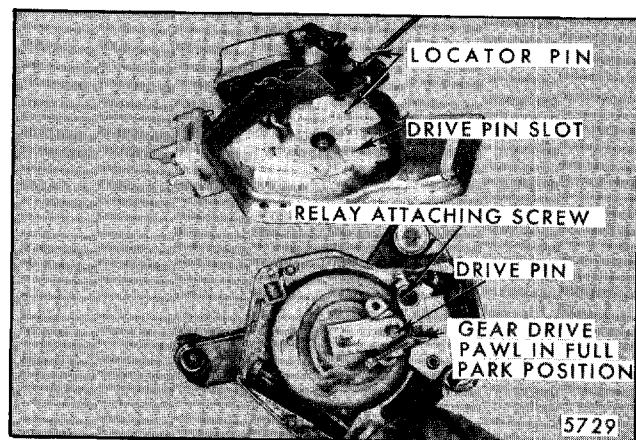 LOCATOR PIN
DRIVE PIN SLOT
RELAY ATTACHING SCREW
DRIVE PIN
GEAR DRIVE
PAWL IN FULL
PARK POSITION
5729